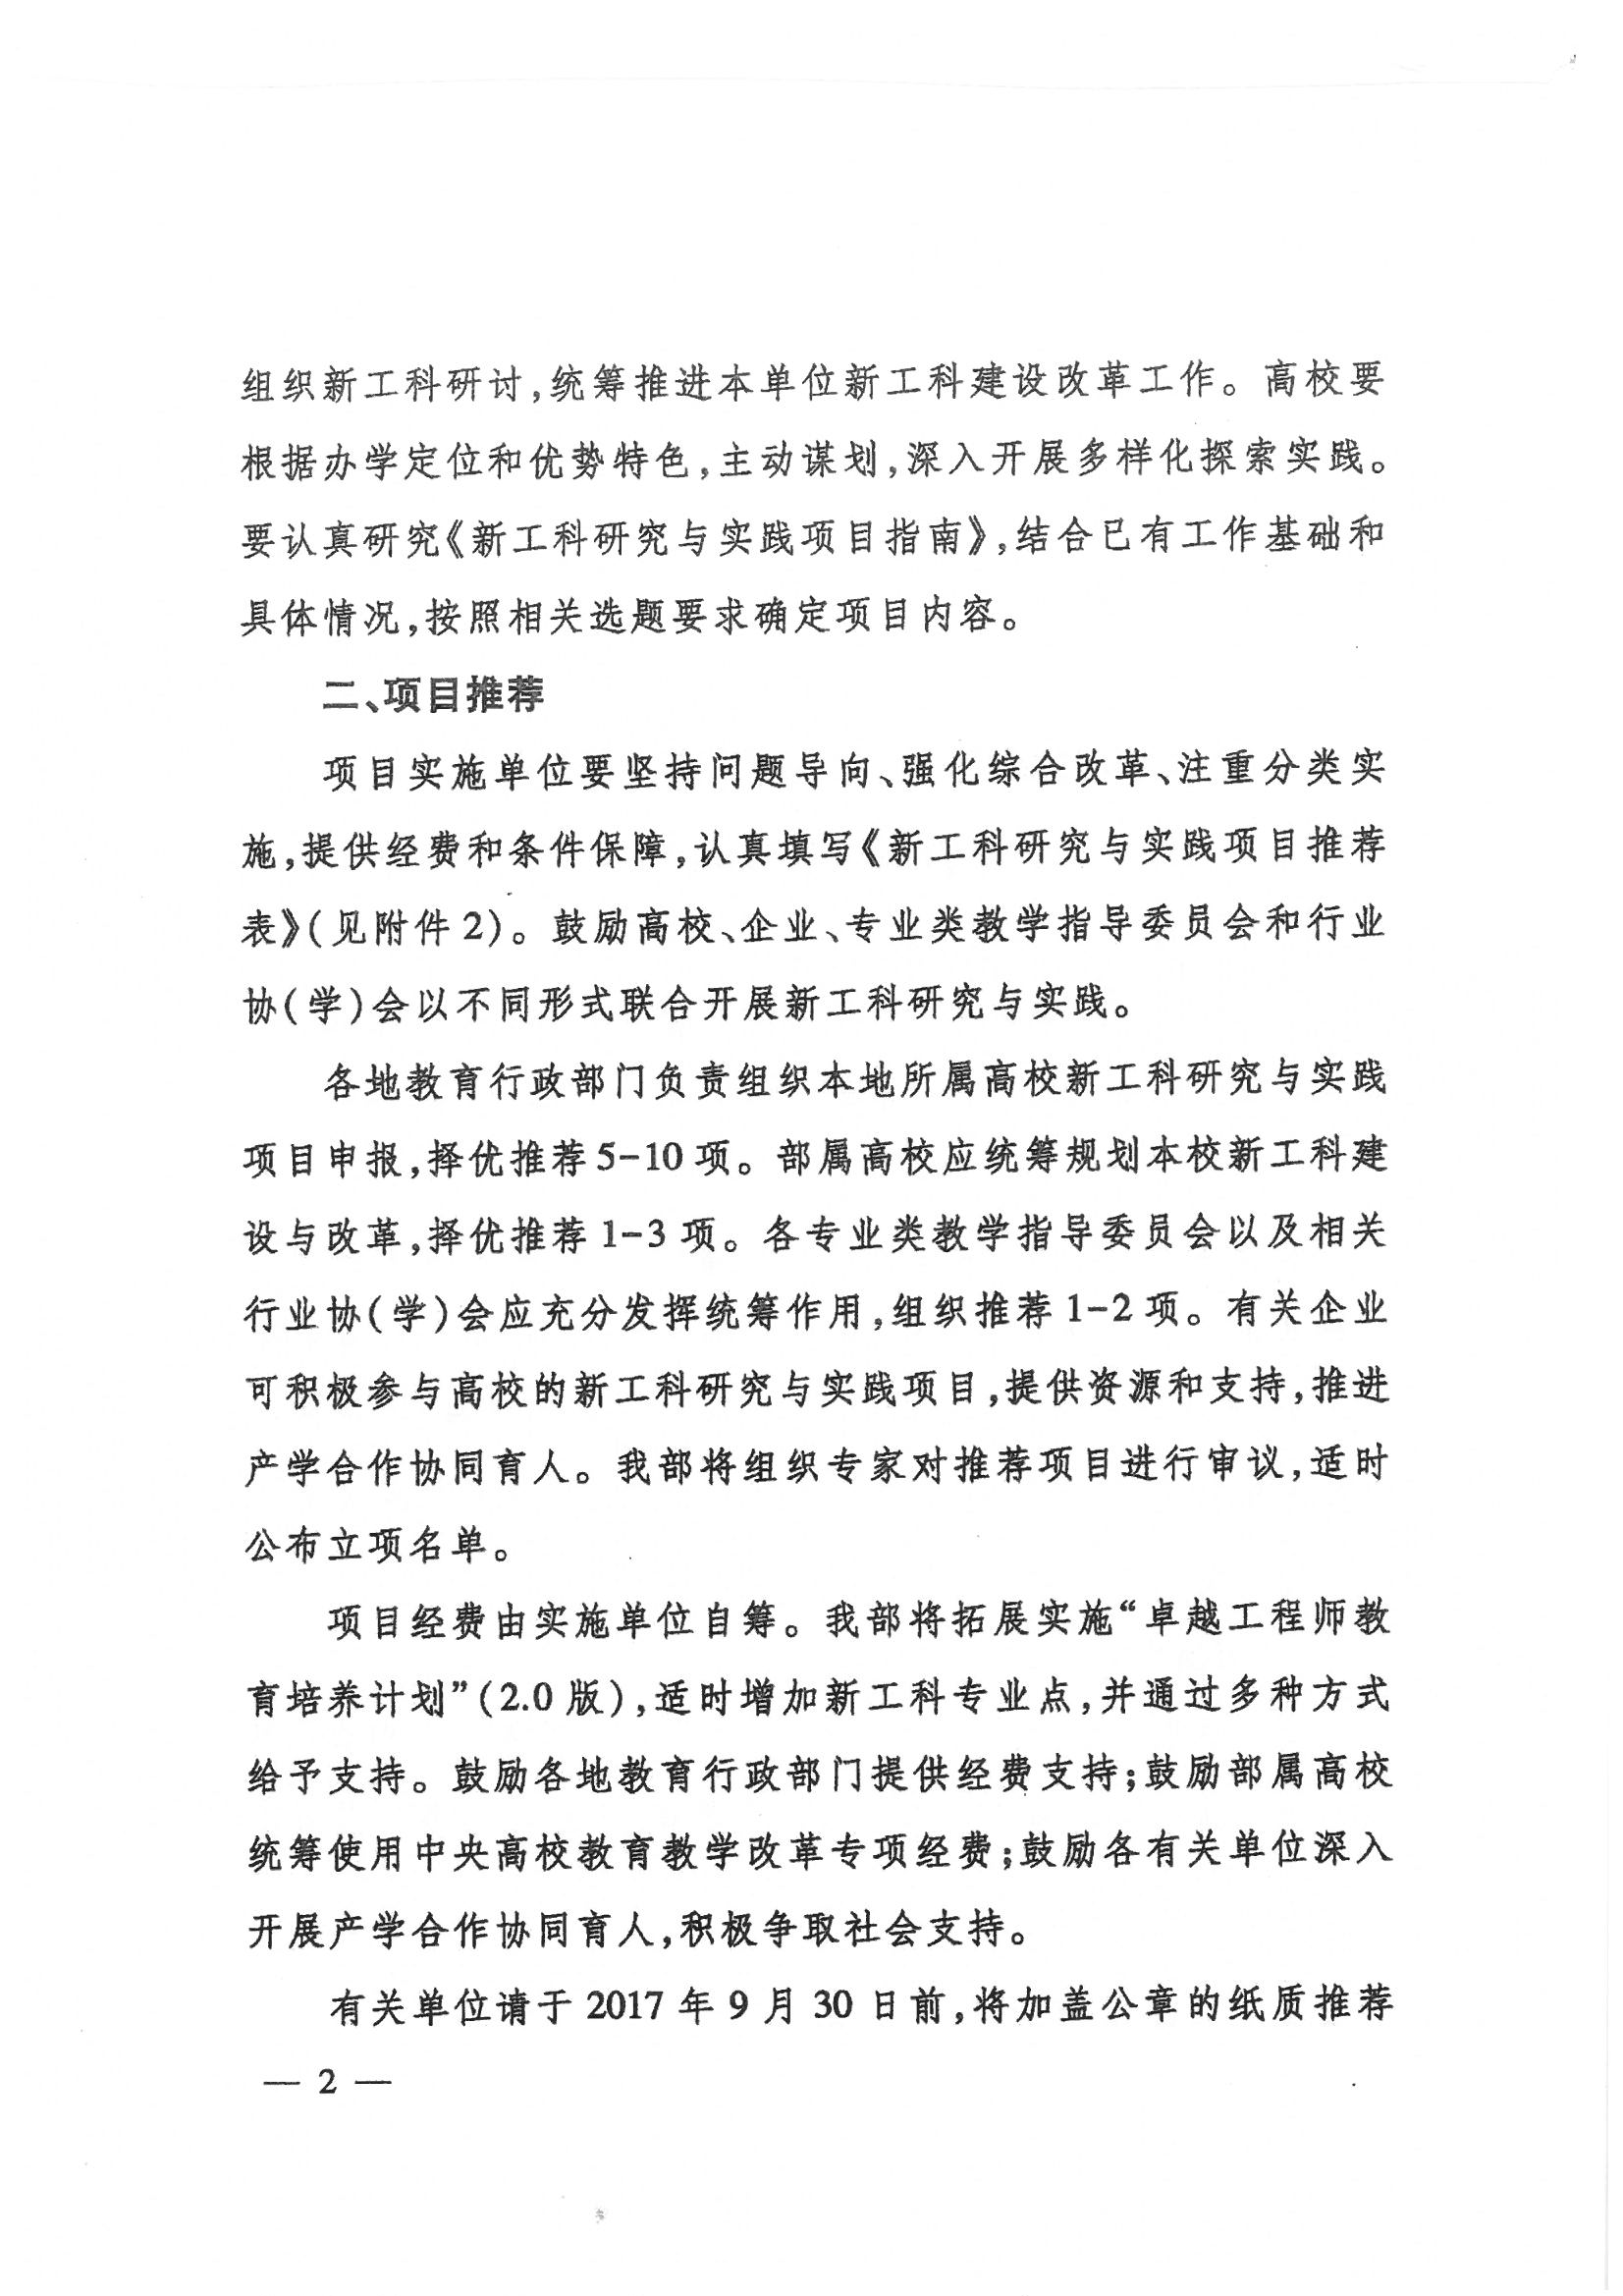 组织新工科研讨,统筹推进本单位新工科建设改革工作。高校要
根据办学定位和优势特色,主动谋划,深入开展多样化探索实践。
要认真研究《新工科研究与实践项目指南》,结合已有工作基础和
具体情况,按照相关选题要求确定项目内容。
二、项目推荐
项目实施单位要坚持问题导向、强化综合改革、注重分类实
施,提供经费和条件保障,认真填写《新工科研究与实践项目推荐
表》(见附件2)。鼓励高校、企业、专业类教学指导委员会和行业
协(学)会以不同形式联合开展新工科研究与实践。
各地教育行政部门负责组织本地所属高校新工科研究与实践
项目申报,择优推荐5-10项。部属高校应统筹规划本校新工科建
设与改革,择优推荐1-3项。各专业类教学指导委员会以及相关
行业协(学)会应充分发挥统筹作用,组织推荐1-2项。有关企业
可积极参与高校的新工科研究与实践项目,提供资源和支持,推进
产学合作协同育人。我部将组织专家对推荐项目进行审议,适时
公布立项名单。
项目经费由实施单位自筹。我部将拓展实施“卓越工程师教
育培养计划”(2.0版),适时增加新工科专业点,并通过多种方式
给予支持。鼓励各地教育行政部门提供经费支持;鼓励部属高校
统筹使用中央高校教育教学改革专项经费;鼓励各有关单位深入
开展产学合作协同育人,积极争取社会支持。
有关单位请于2017年9月30日前,将加盖公章的纸质推荐
— 2 —